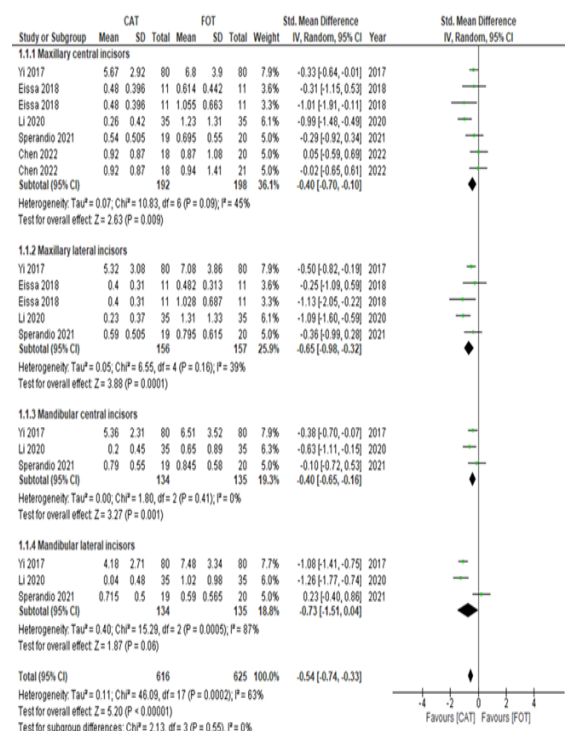 CAT FOT Std. Mean Difference Std. Mean Difference
Study or Subgroup Mean SD Total Mean SD Total Weight IV, Random, 95% CI Year IV, Random, 95% CI
1.1.1 Maxillary central incisors
Yi 2017 5.67 2.92 80 6.8 3.9 80 7.9% -0.33 [-0.64, -0.01] 2017
Eissa 2018 0.48 0.396 11 0.614 0.442 11 3.6% -0.31 [-1.15, 0.53] 2018
Eissa 2018 0.48 0.396 11 1.055 0.663 11 3.3% -1.01 [-1.91, -0.11] 2018
Li 2020 0.26 0.42 35 1.23 1.31 35 6.5% -0.99 [-1.48, -0.49] 2020
Sperandio 2021 0.54 0.505 19 0.695 0.55 20 5.2% -0.29 [-0.92, 0.34] 2021
Chen 2022 0.92 0.87 18 0.87 1.08 20 5.1% 0.05 [-0.59, 0.69] 2022
Chen 2022 0.92 0.87 18 0.94 1.41 21 5.2% -0.02 [-0.65, 0.61] 2022
Subtotal (95% CI) 192 198 36.1% -0.40 [-0.70, -0.10]
Heterogeneity: Tau² = 0.07; Chi² = 10.83, df = 6 (P = 0.09); I² = 45%
Test for overall effect: Z = 2.63 (P = 0.009)
1.1.2 Maxillary lateral incisors
Yi 2017 5.32 3.08 80 7.08 3.86 80 7.8% -0.50 [-0.82, -0.19] 2017
Eissa 2018 0.4 0.31 11 0.482 0.313 11 3.6% -0.25 [-1.09, 0.59] 2018
Eissa 2018 0.4 0.31 11 1.028 0.687 11 3.2% -1.13 [-2.05, -0.22] 2018
Li 2020 0.23 0.37 35 1.31 1.33 35 6.4% -1.09 [-1.60, -0.59] 2020
Sperandio 2021 0.59 0.505 19 0.795 0.615 20 5.2% -0.36 [-0.99, 0.28] 2021
Subtotal (95% CI) 156 157 25.9% -0.65 [-0.98, -0.32]
Heterogeneity: Tau² = 0.05; Chi² = 6.55, df = 4 (P = 0.16); I² = 39%
Test for overall effect: Z = 3.88 (P = 0.0001)
1.1.3 Mandibular central incisors
Yi 2017 5.36 2.31 80 6.51 3.52 80 7.9% -0.38 [-0.70, -0.07] 2017
Li 2020 0.2 0.45 35 0.65 0.89 35 6.7% -0.63 [-1.11, -0.15] 2020
Sperandio 2021 0.79 0.55 19 0.845 0.58 20 5.2% -0.10 [-0.72, 0.53] 2021
Subtotal (95% CI) 134 135 19.3% -0.40 [-0.65, -0.16]
Heterogeneity: Tau² = 0.00; Chi² = 1.80, df = 2 (P = 0.41); I² = 0%
Test for overall effect: Z = 3.27 (P = 0.001)
1.1.4 Mandibular lateral incisors
Yi 2017 4.18 2.71 80 7.48 3.34 80 7.7% -1.08 [-1.41, -0.75] 2017
Li 2020 0.04 0.48 35 1.02 0.98 35 6.3% -1.26 [-1.77, -0.74] 2020
Sperandio 2021 0.715 0.5 19 0.59 0.565 20 5.2% 0.23 [-0.40, 0.86] 2021
Subtotal (95% CI) 134 135 18.8% -0.73 [-1.51, 0.04]
Heterogeneity: Tau² = 0.40; Chi² = 15.29, df = 2 (P = 0.0005); I² = 87%
Test for overall effect: Z = 1.87 (P = 0.06)
Total (95% CI) 616 625 100.0% -0.54 [-0.74, -0.33]
Heterogeneity: Tau² = 0.11; Chi² = 46.09, df = 17 (P = 0.0002); I² = 63%
Test for overall effect: Z = 5.20 (P < 0.00001)
Test for subgroup differences: Chi² = 2.13, df = 3 (P = 0.55), I² = 0%
-4 -2 0 2 4
Favours [CAT] Favours [FOT]